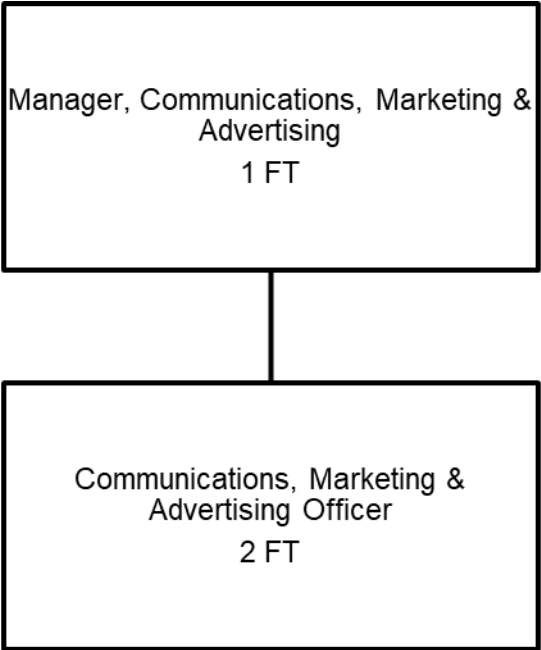 Manager, Communications, Marketing &
Advertising
1 FT
Communications, Marketing &
Advertising Officer
2 FT